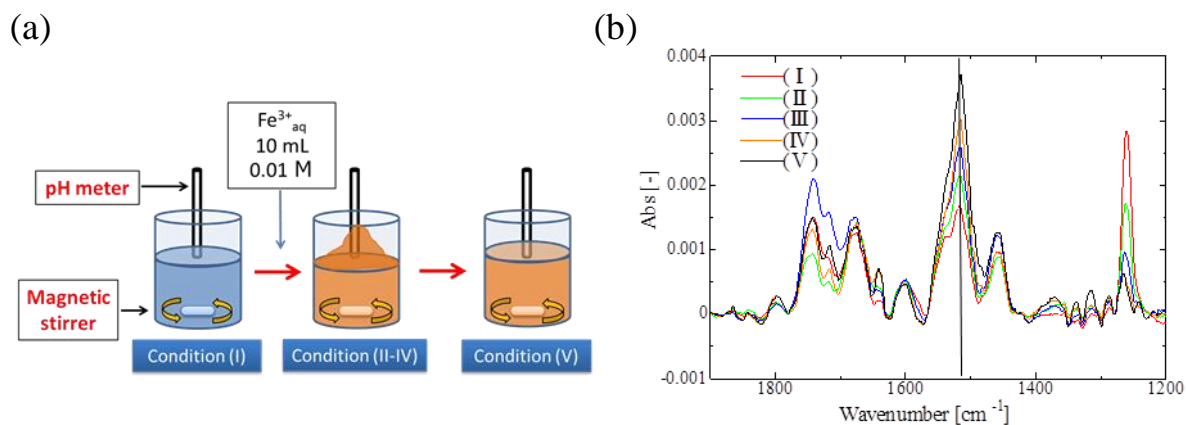 (a)
Fe3+aq
10 mL
0.01 M
pH meter
Magnetic
stirrer
Condition (I)
Condition (II-IV)
Condition (V)
(b)
0.004
0.003
0.002
0.001
0
-0.001
Abs [-]
(Ⅰ)
(Ⅱ)
(Ⅲ)
(Ⅳ)
(Ⅴ)
1800
1600
1400
1200
Wavenumber [cm -1]